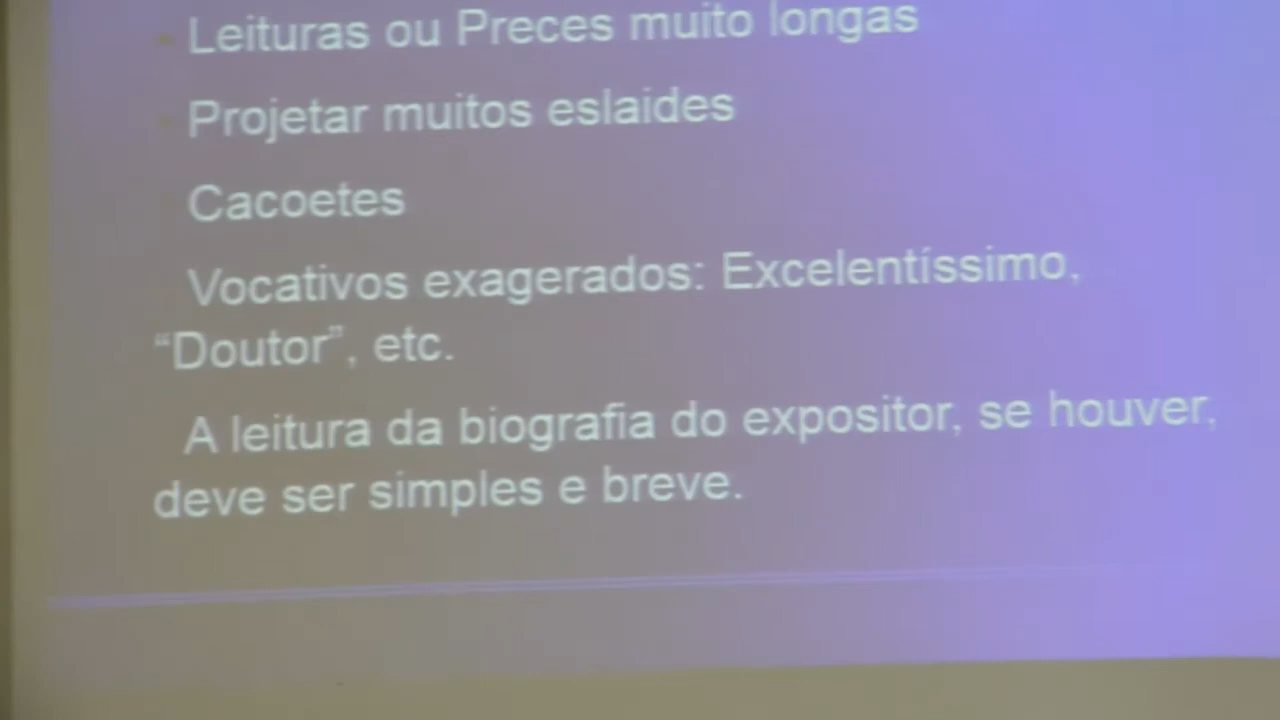 Leituras ou Preces muito longas
Projetar muitos eslaides
Cacoetes
Vocativos exagerados: Excelentíssimo,
“Doutor”, etc.
A leitura da biografia do expositor, se houver,
deve ser simples e breve.